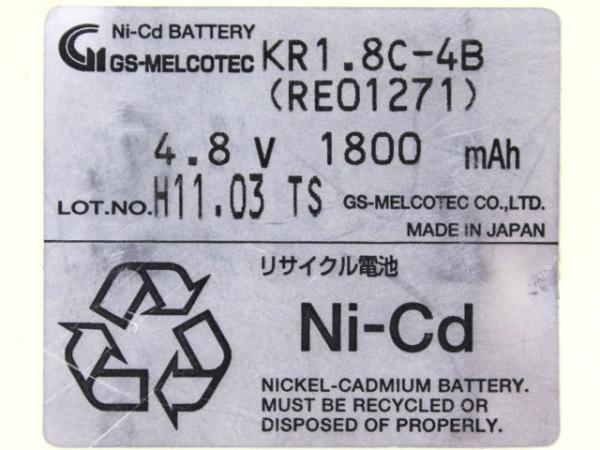 Ni-Cd BATTERY
GS-MELCOTEC KR1.8C-4B
(RE01271)
4.8 V 1800 mAh
LOT.NO. H11.03 TS GS-MELCOTEC CO.,LTD.
MADE IN JAPAN
リサイクル電池
Ni-Cd
NICKEL-CADMIUM BATTERY.
MUST BE RECYCLED OR
DISPOSED OF PROPERLY.